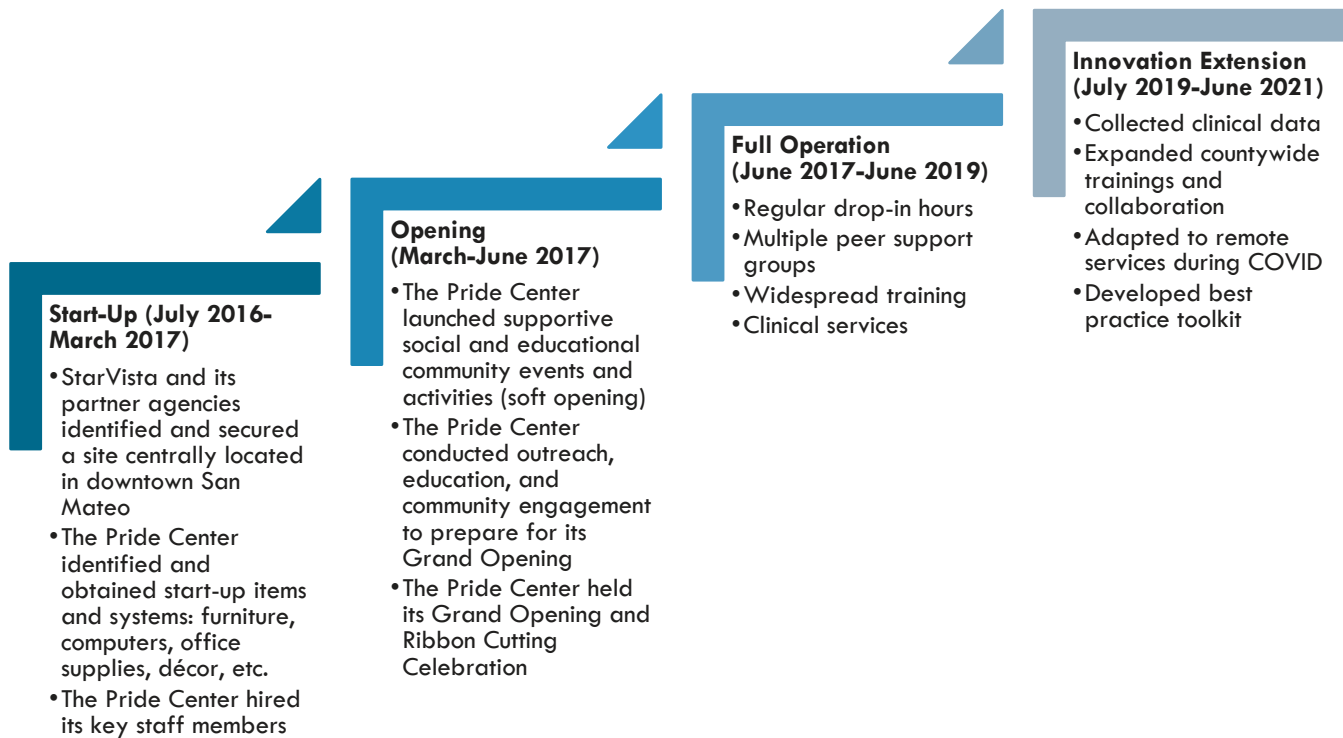 Start-Up (July 2016-
March 2017)
•StarVista and its
partner agencies
identified and secured
a site centrally located
in downtown San
Mateo
•The Pride Center
identified and
obtained start-up items
and systems: furniture,
computers, office
supplies, décor, etc.
•The Pride Center hired
its key staff members
Opening
(March-June 2017)
•The Pride Center
launched supportive
social and educational
community events and
activities (soft opening)
•The Pride Center
conducted outreach,
education, and
community engagement
to prepare for its
Grand Opening
•The Pride Center held
its Grand Opening and
Ribbon Cutting
Celebration
Full Operation
(June 2017-June 2019)
•Regular drop-in hours
•Multiple peer support
groups
•Widespread training
•Clinical services
Innovation Extension
(July 2019-June 2021)
•Collected clinical data
•Expanded countywide
trainings and
collaboration
•Adapted to remote
services during COVID
•Developed best
practice toolkit